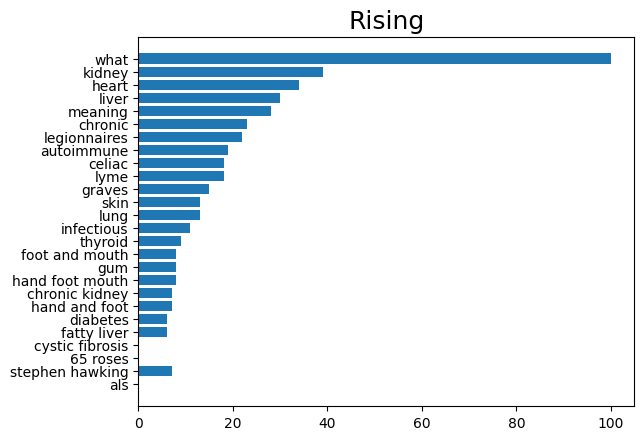 Rising
what
kidney
heart
liver
meaning
chronic
legionnaires
autoimmune
celiac
lyme
graves
skin
lung
infectious
thyroid
foot and mouth
gum
hand foot mouth
chronic kidney
hand and foot
diabetes
fatty liver
cystic fibrosis
65 roses
stephen hawking
als
0 20 40 60 80 100